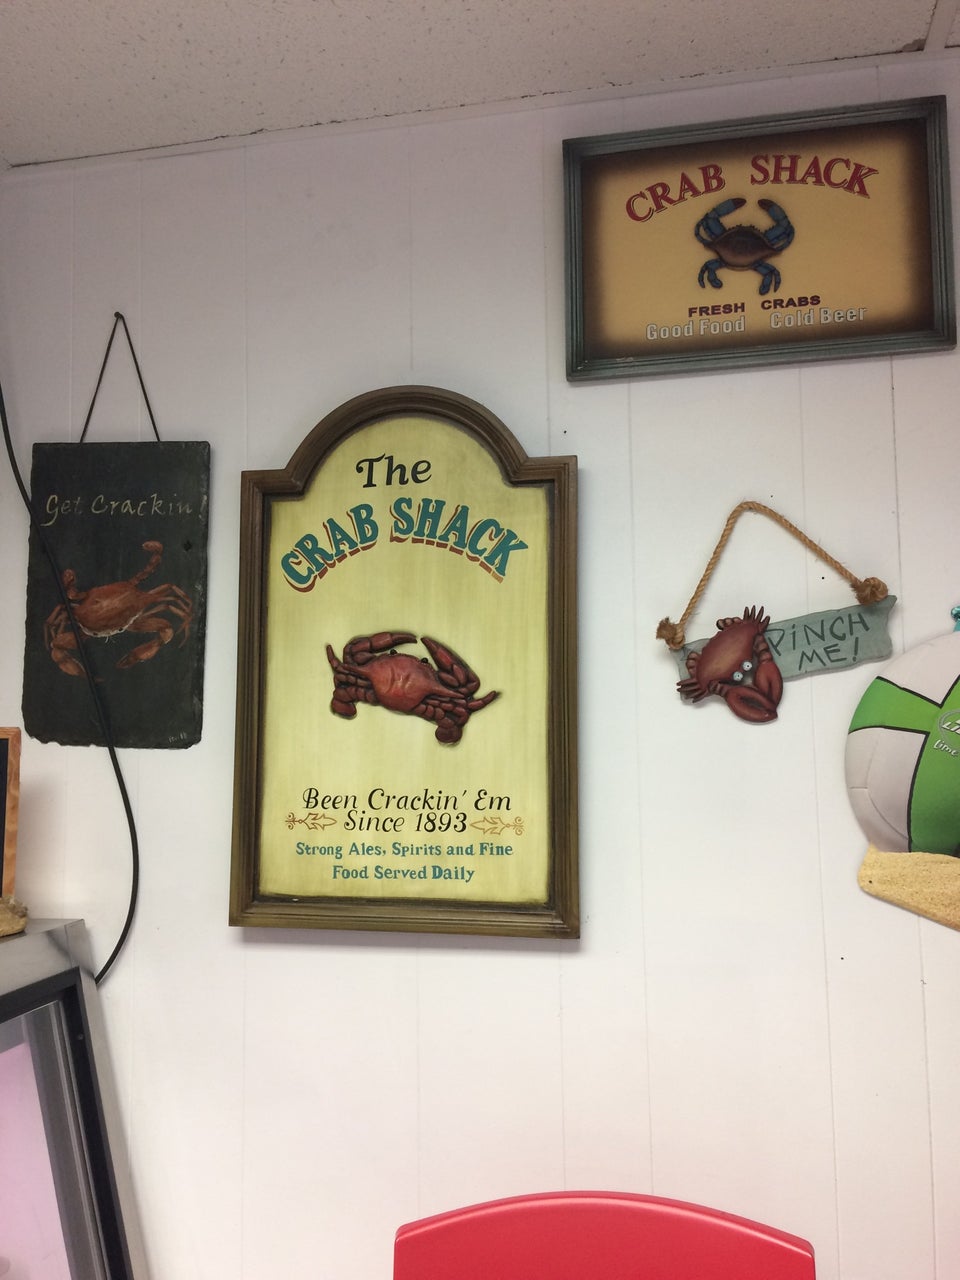 CRAB SHACK
FRESH CRABS
Good Food Cold Beer
Get Crackin!
The
CRAB SHACK
Been Crackin' Em
Since 1893
Strong Ales, Spirits and Fine
Food Served Daily
PINCH
ME!